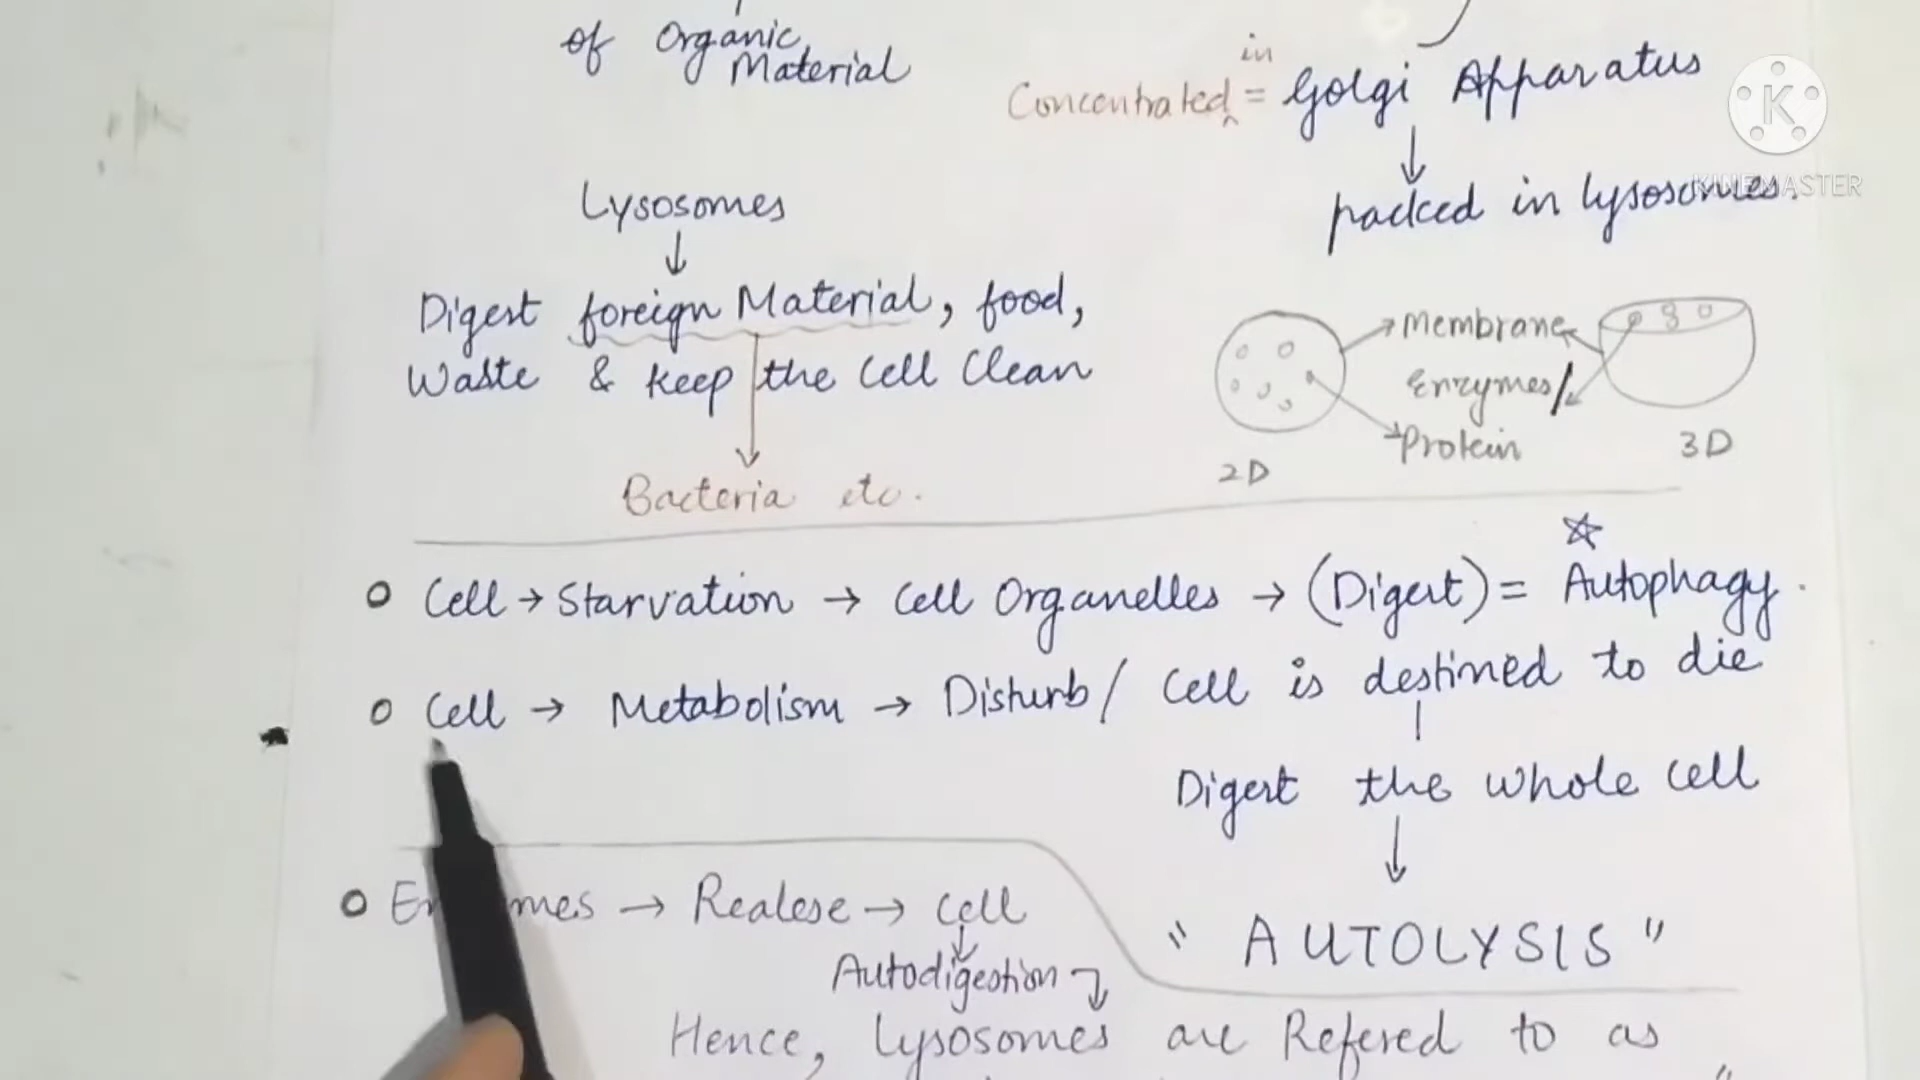 of Organic
Material
in
Concentrated = Golgi Apparatus
packed in lysosomes.
K
KINEMASTER
Lysosomes
Digest foreign Material, food,
Waste & keep the Cell Clean
Bacteria etc.
Membrane
Enzymes/
Protein
2D
3D
Cell → Starvation → Cell Organelles → (Digest) = Autophagy.
Cell → Metabolism → Disturb/ Cell is destined to die
Digest the whole cell
"AUTOLYSIS"
→ Realese → Cell
Autodigestion
Hence, lysosomes are Refered to as